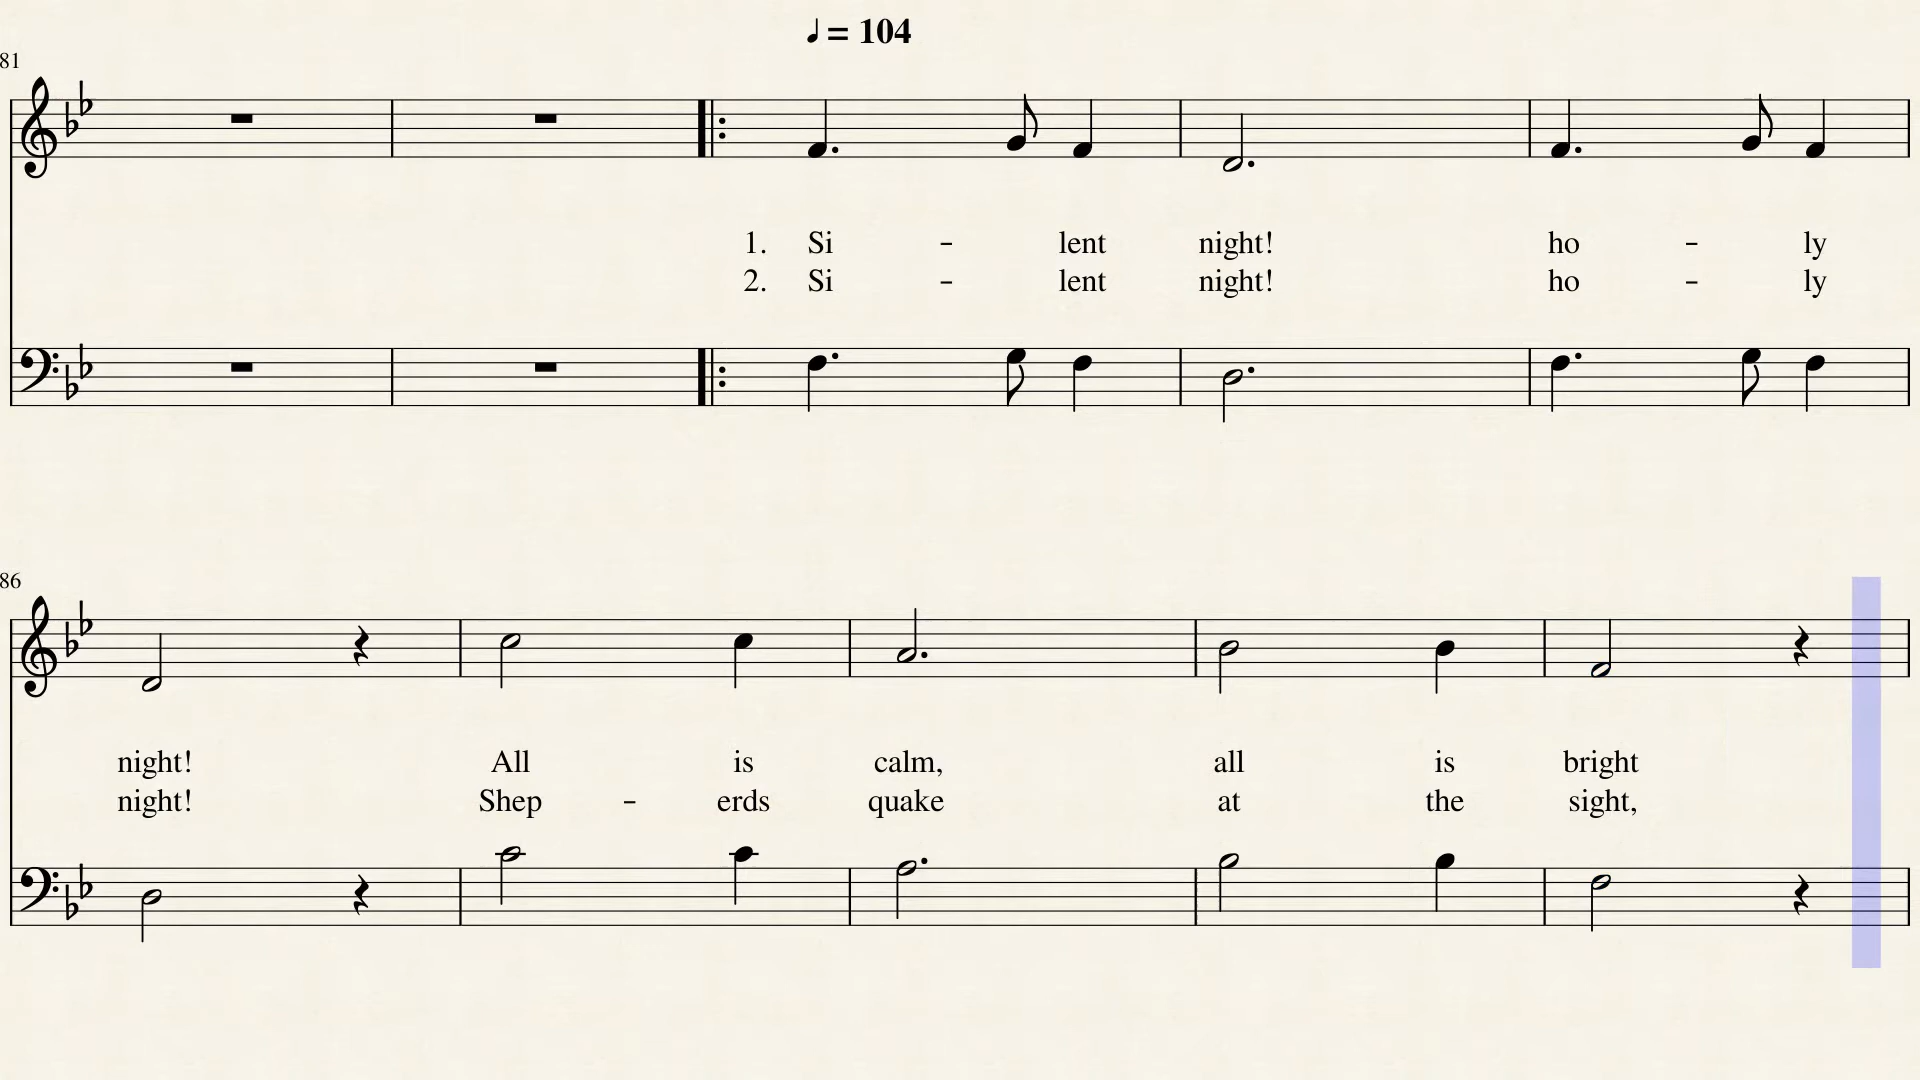 ♩ = 104
81
1. Si - lent night! ho - ly
2. Si - lent night! ho - ly
86
night! All is calm, all is bright
night! Shep - erds quake at the sight,